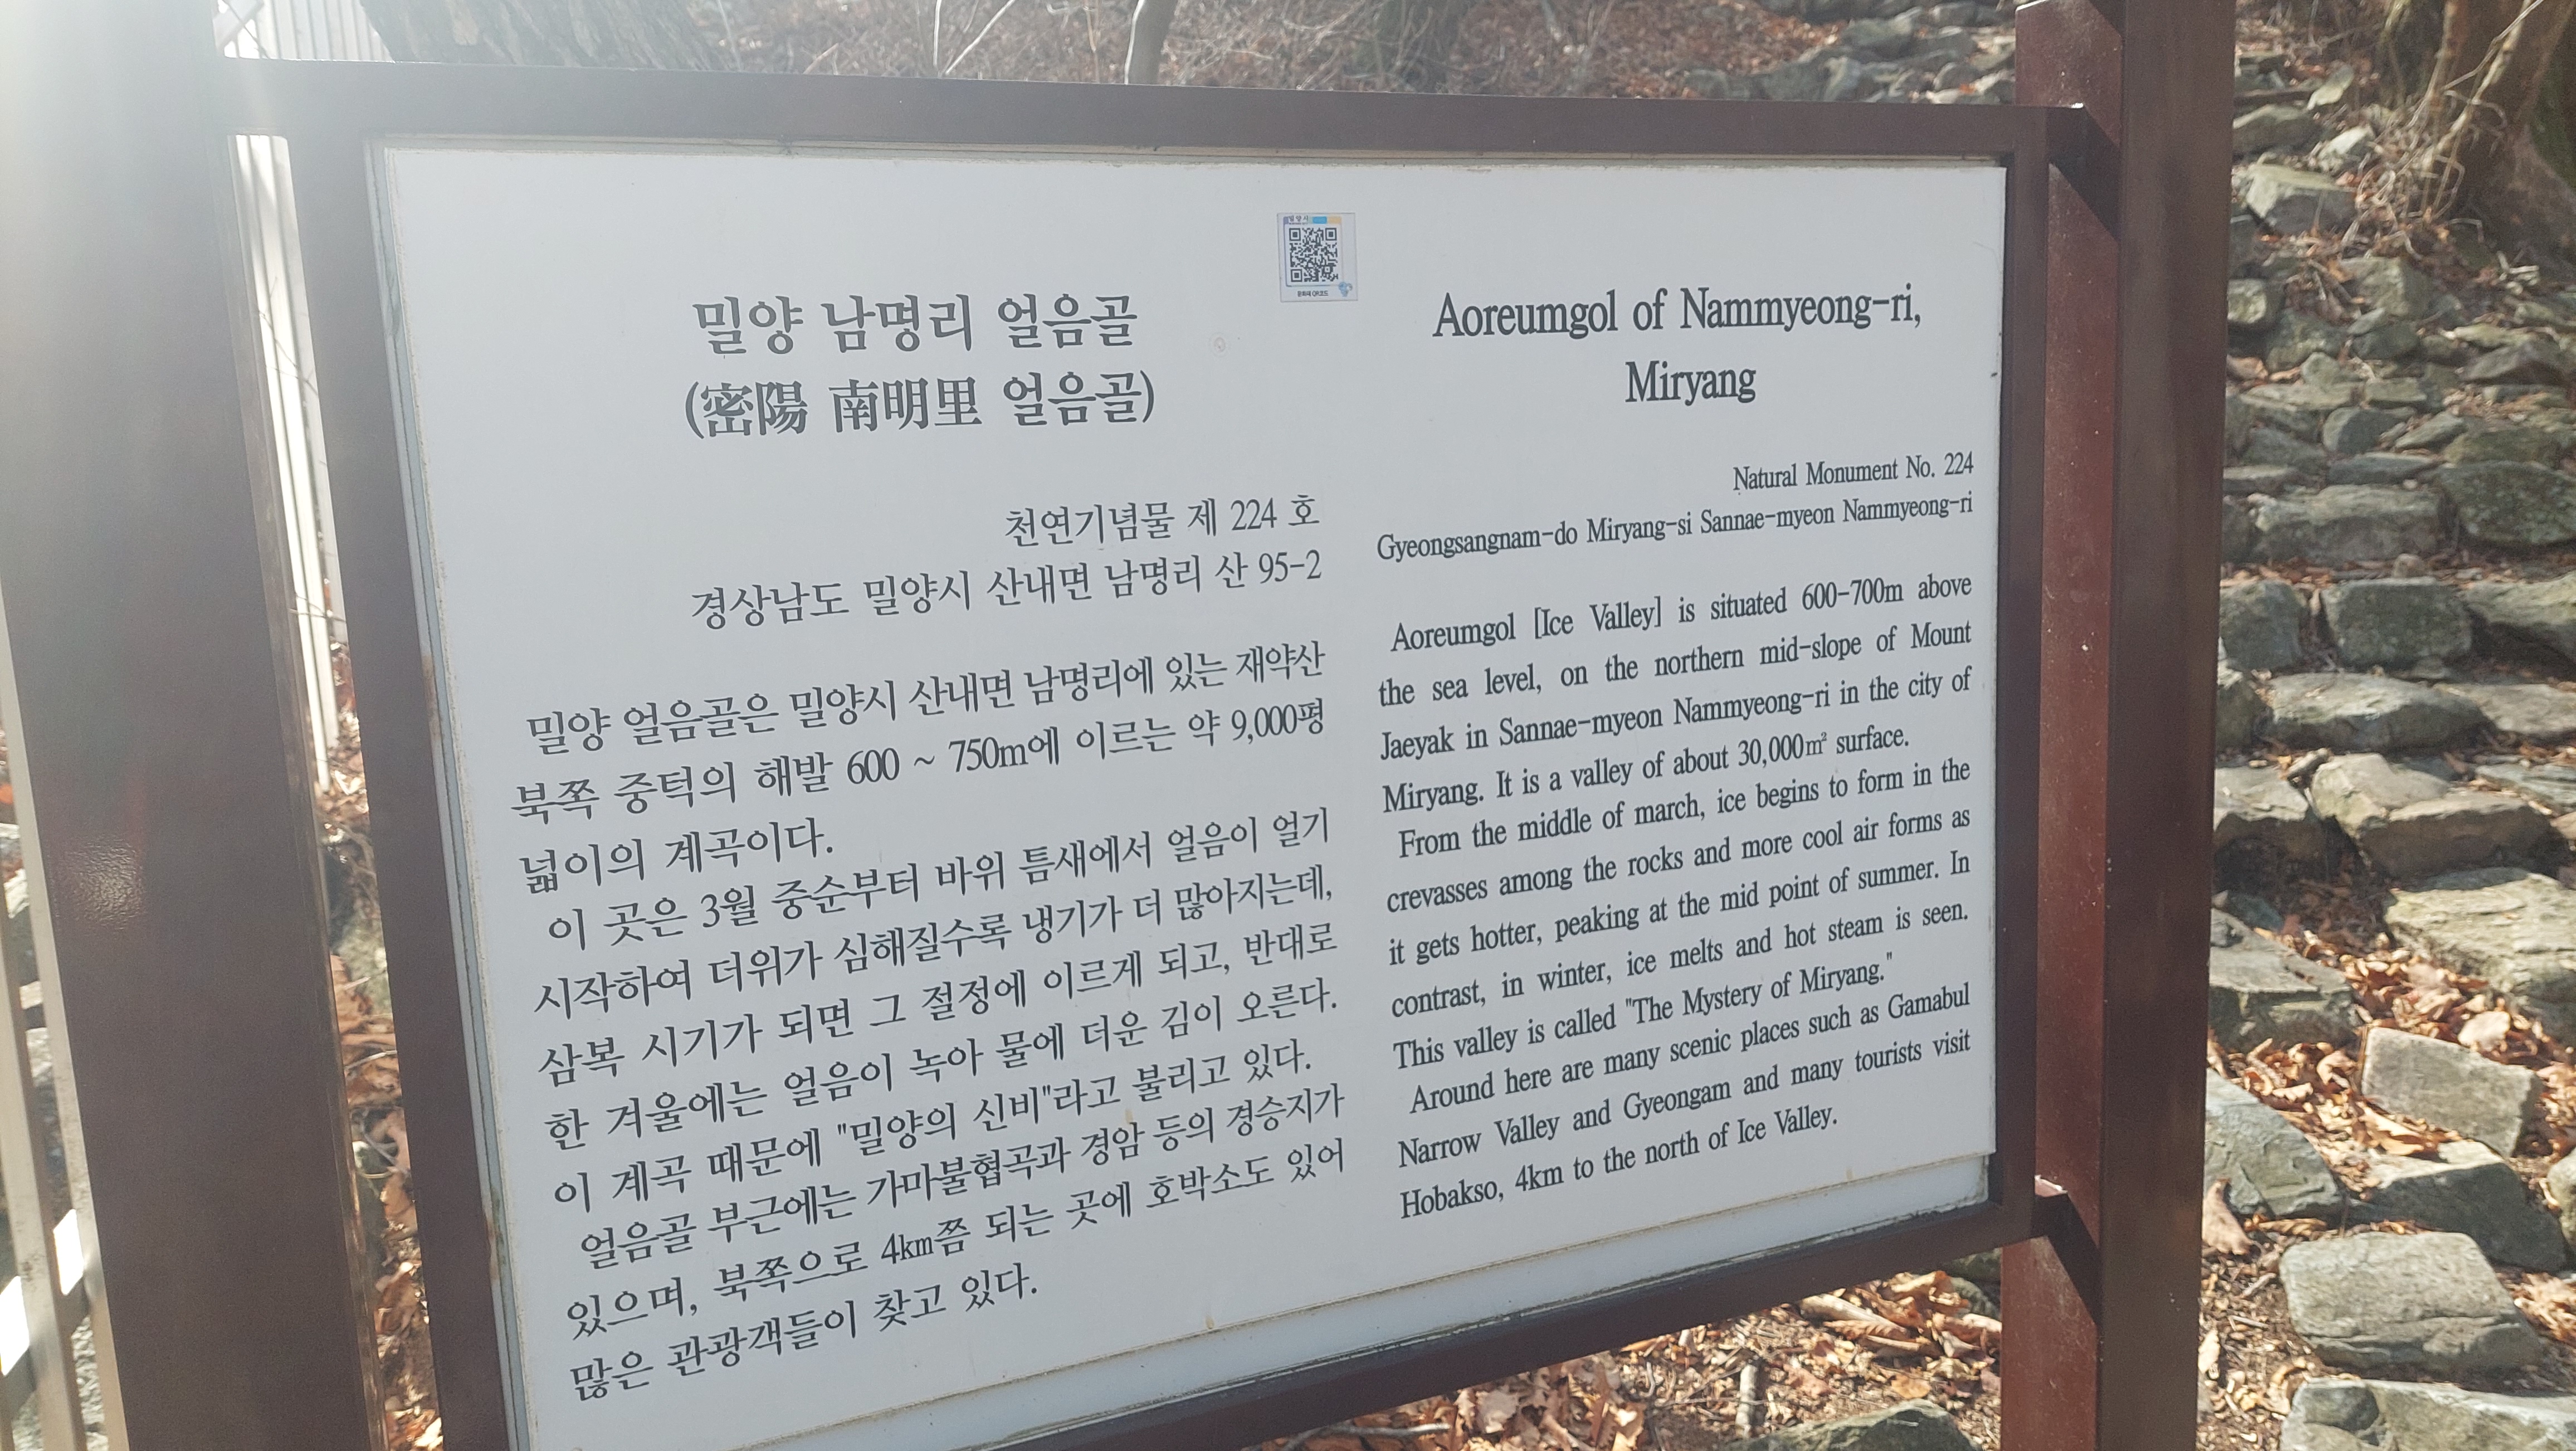 밀양 남명리 얼음골
(密陽 南明里 얼음골)
천연기념물 제 224 호
경상남도 밀양시 산내면 남명리 산 95-2
밀양 얼음골은 밀양시 산내면 남명리에 있는 재약산
북쪽 중턱의 해발 600 ~ 750m에 이르는 약 9,000평
넓이의 계곡이다.
이 곳은 3월 중순부터 바위 틈새에서 얼음이 얼기
시작하여 더위가 심해질수록 냉기가 더 많아지는데,
삼복 시기가 되면 그 절정에 이르게 되고, 반대로
한 겨울에는 얼음이 녹아 물에 더운 김이 오른다.
이 계곡 때문에 "밀양의 신비"라고 불리고 있다.
얼음골 부근에는 가마불협곡과 경암 등의 경승지가
있으며, 북쪽으로 4km쯤 되는 곳에 호박소도 있어
많은 관광객들이 찾고 있다.
밀양시
문화재 QR코드
Aoreumgol of Nammyeong-ri,
Miryang
Natural Monument No. 224
Gyeongsangnam-do Miryang-si Sannae-myeon Nammyeong-ri
Aoreumgol [Ice Valley] is situated 600-700m above
the sea level, on the northern mid-slope of Mount
Jaeyak in Sannae-myeon Nammyeong-ri in the city of
Miryang. It is a valley of about 30,000㎡ surface.
From the middle of march, ice begins to form in the
crevasses among the rocks and more cool air forms as
it gets hotter, peaking at the mid point of summer. In
contrast, in winter, ice melts and hot steam is seen.
This valley is called "The Mystery of Miryang."
Around here are many scenic places such as Gamabul
Narrow Valley and Gyeongam and many tourists visit
Hobakso, 4km to the north of Ice Valley.